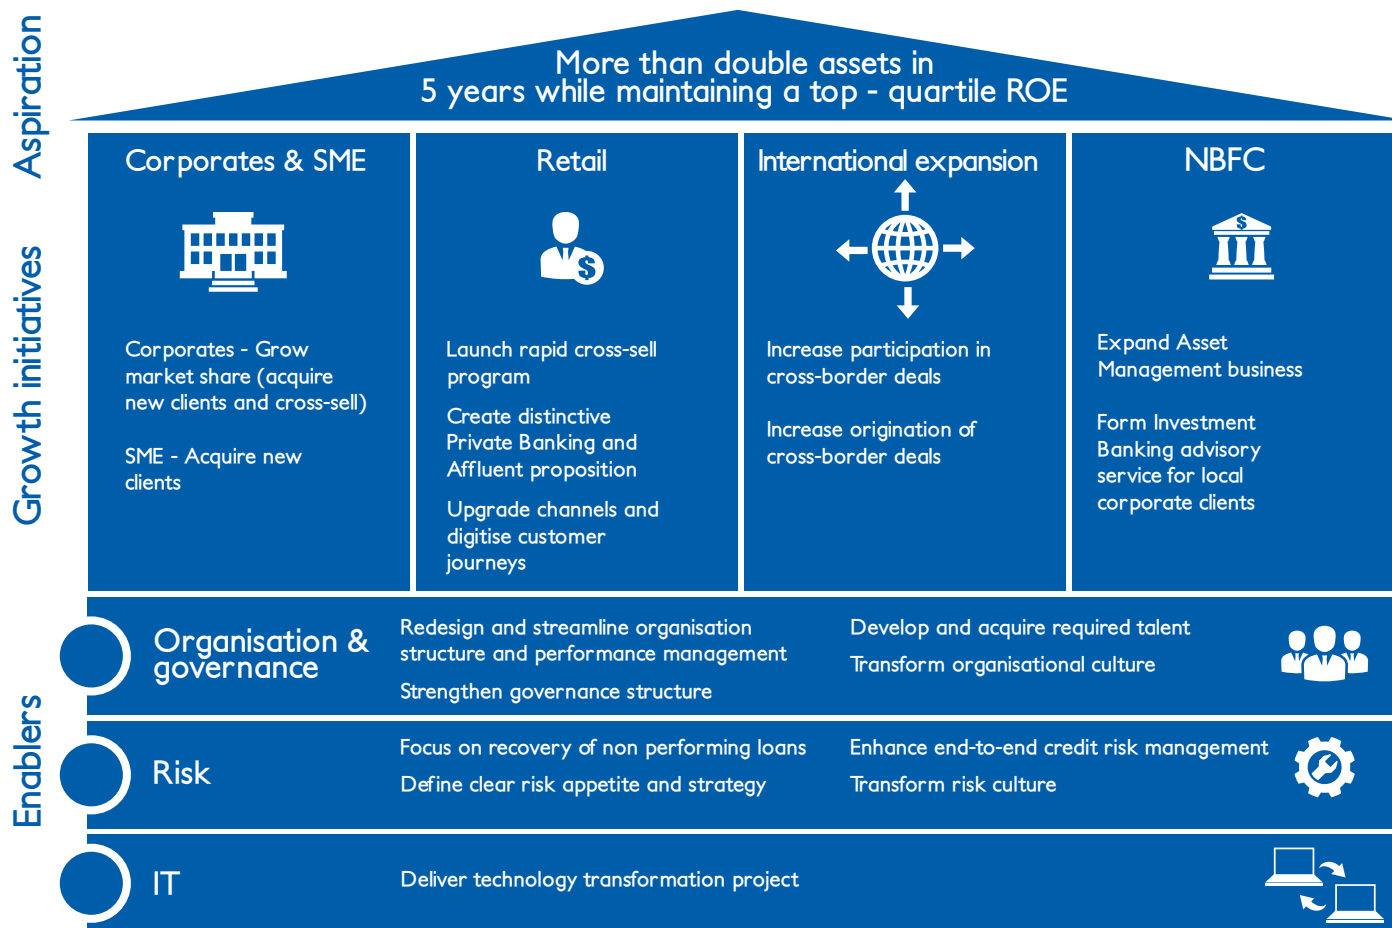 Aspiration
More than double assets in
5 years while maintaining a top - quartile ROE
Growth initiatives
Corporates & SME
Corporates - Grow
market share (acquire
new clients and cross-sell)
SME - Acquire new
clients
Retail
$
Launch rapid cross-sell
program
Create distinctive
Private Banking and
Affluent proposition
Upgrade channels and
digitise customer
journeys
International expansion
Increase participation in
cross-border deals
Increase origination of
cross-border deals
NBFC
$
Expand Asset
Management business
Form Investment
Banking advisory
service for local
corporate clients
Enablers
Organisation &
governance
Redesign and streamline organisation
structure and performance management
Strengthen governance structure
Develop and acquire required talent
Transform organisational culture
Risk
Focus on recovery of non performing loans
Define clear risk appetite and strategy
Enhance end-to-end credit risk management
Transform risk culture
IT
Deliver technology transformation project